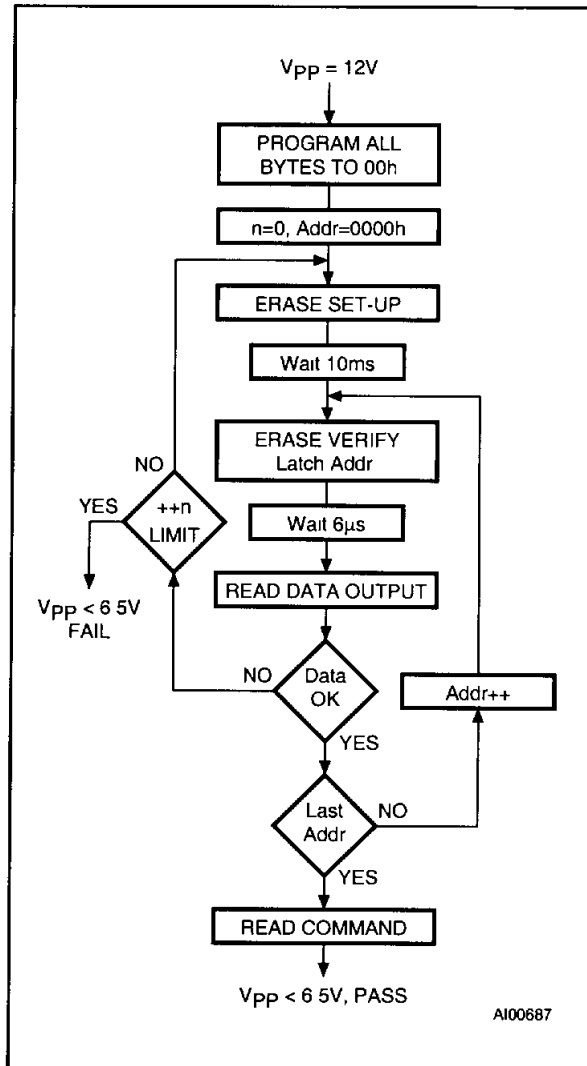 VPP = 12V
PROGRAM ALL
BYTES TO 00h
n=0, Addr=0000h
ERASE SET-UP
Wait 10ms
ERASE VERIFY
Latch Addr
NO
YES
++n
LIMIT
Wait 6µs
VPP < 6 5V
FAIL
READ DATA OUTPUT
NO
Data
OK
Addr++
YES
Last
Addr
NO
YES
READ COMMAND
VPP < 6 5V, PASS
AI00687